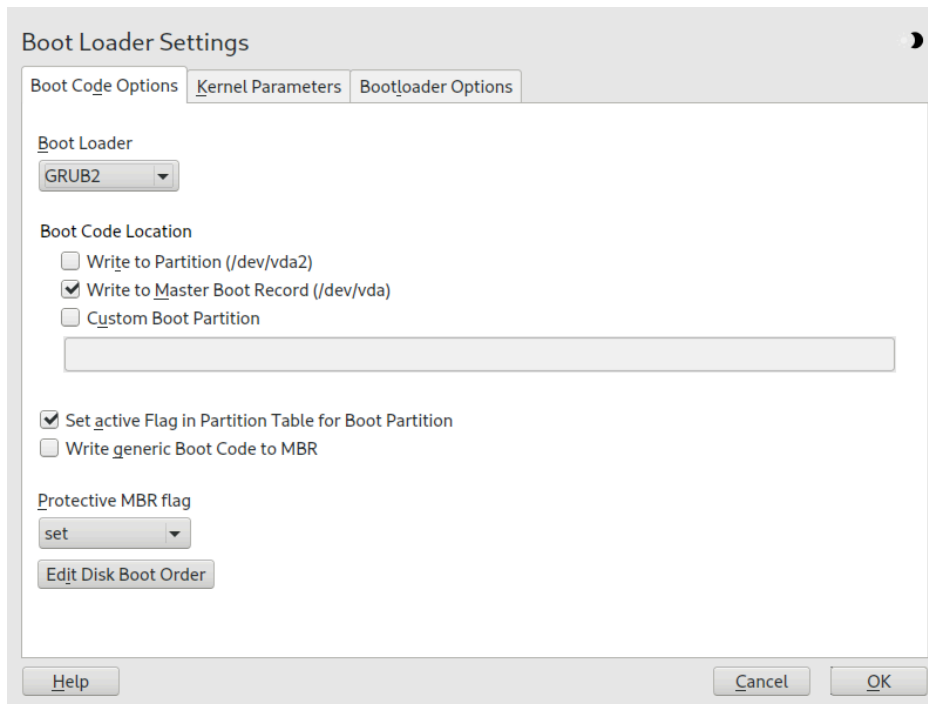 Boot Loader Settings
Boot Code Options Kernel Parameters Bootloader Options
Boot Loader
GRUB2
Boot Code Location
Write to Partition (/dev/vda2)
Write to Master Boot Record (/dev/vda)
Custom Boot Partition
Set active Flag in Partition Table for Boot Partition
Write generic Boot Code to MBR
Protective MBR flag
set
Edit Disk Boot Order
Help Cancel OK